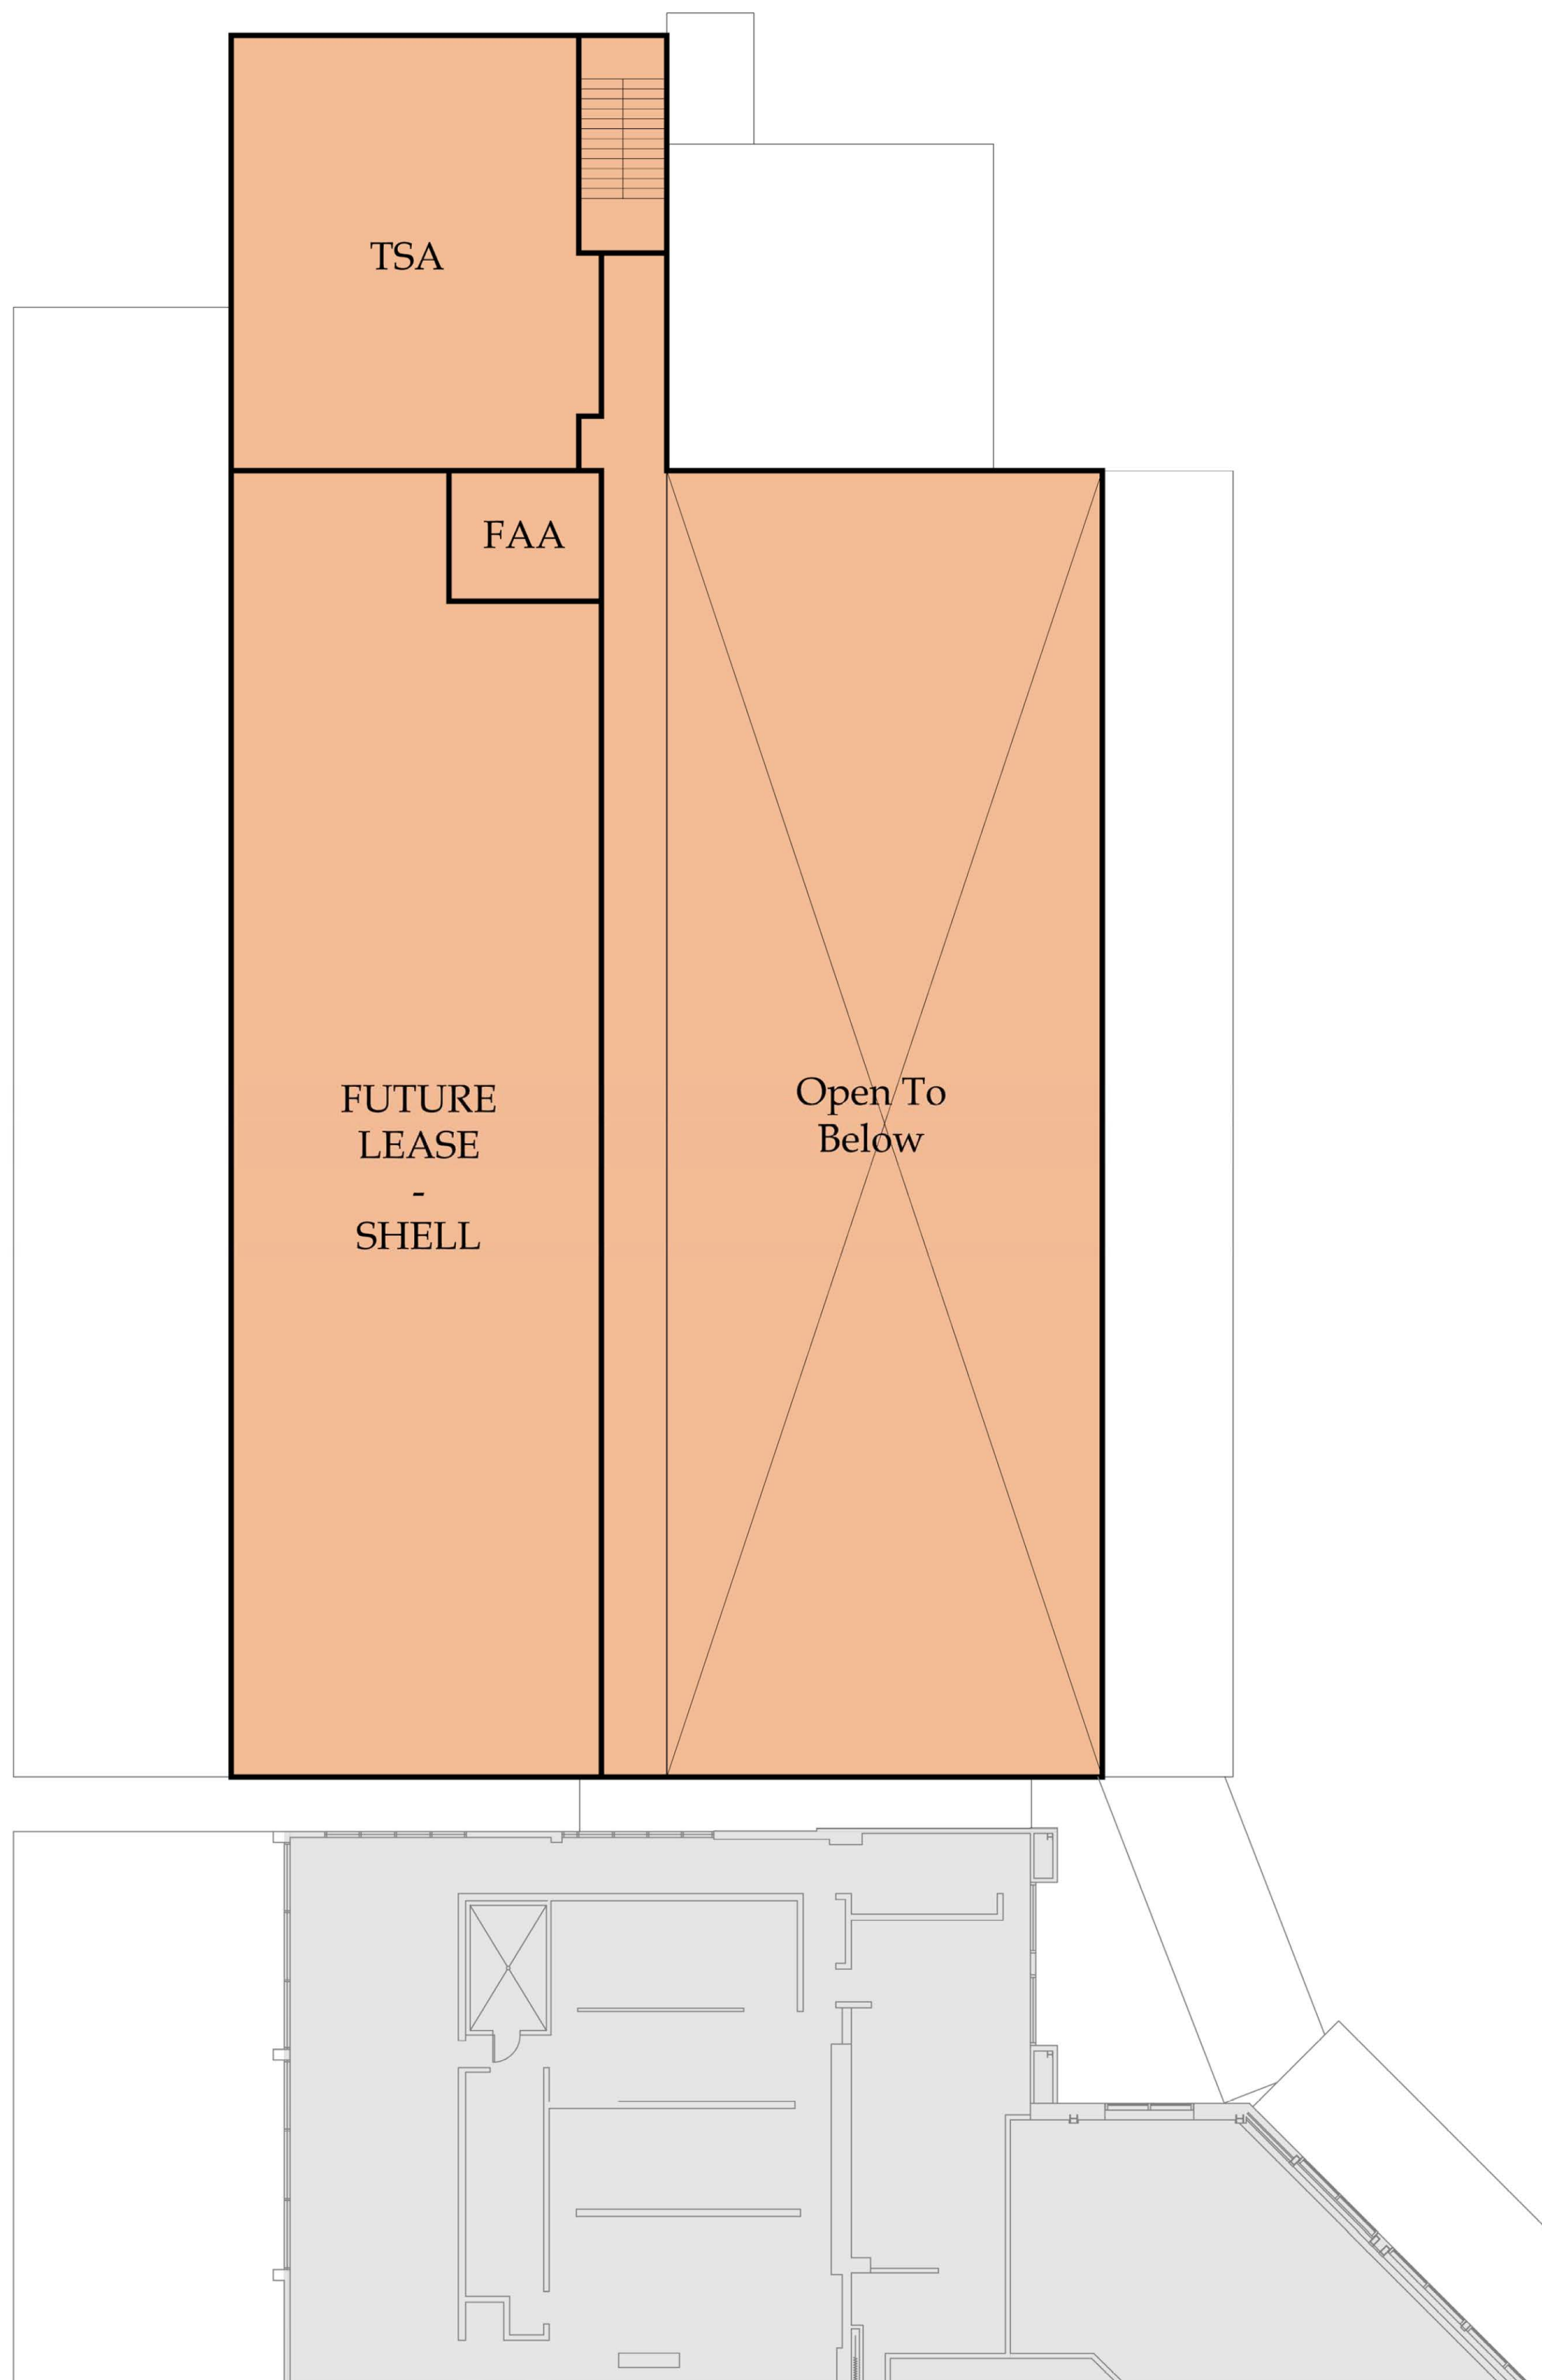 TSA
FAA
FUTURE
LEASE
-
SHELL
Open To
Below